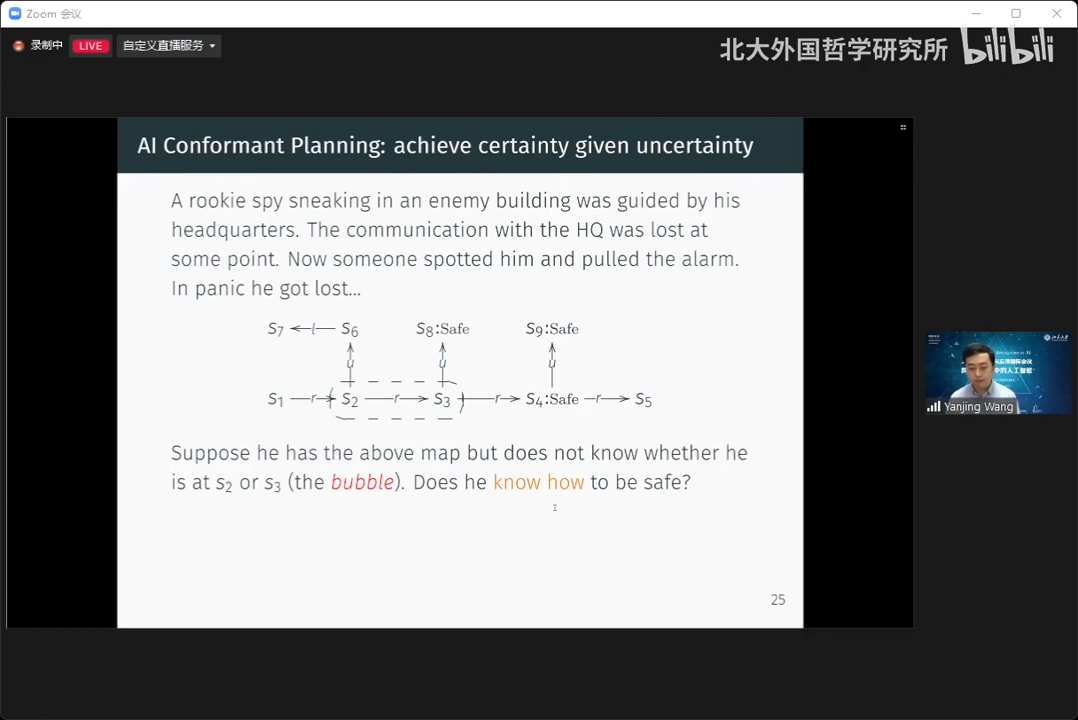 Zoom 会议
录制中 LIVE 自定义直播服务
北大外国哲学研究所 bilibili
AI Conformant Planning: achieve certainty given uncertainty
A rookie spy sneaking in an enemy building was guided by his
headquarters. The communication with the HQ was lost at
some point. Now someone spotted him and pulled the alarm.
In panic he got lost...
S7 l S6 S8:Safe S9:Safe
u u u
S1 r S2 r S3 r S4:Safe r S5
Suppose he has the above map but does not know whether he
is at s2 or s3 (the bubble). Does he know how to be safe?
25
Yanjing Wang